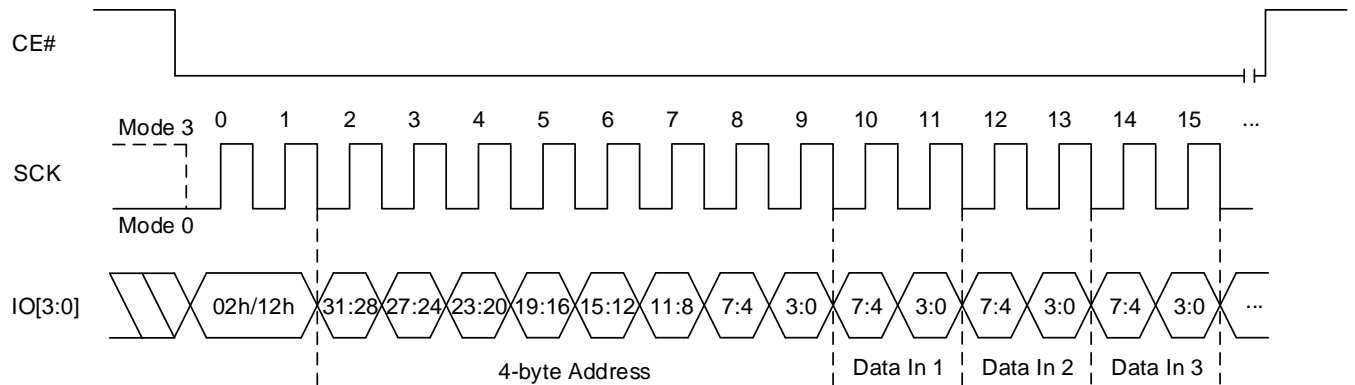 CE#
Mode 3 0 1 2 3 4 5 6 7 8 9 10 11 12 13 14 15 ...
SCK
Mode 0
IO[3:0] 02h/12h 31:28 27:24 23:20 19:16 15:12 11:8 7:4 3:0 7:4 3:0 7:4 3:0 7:4 3:0 ...
4-byte Address Data In 1 Data In 2 Data In 3